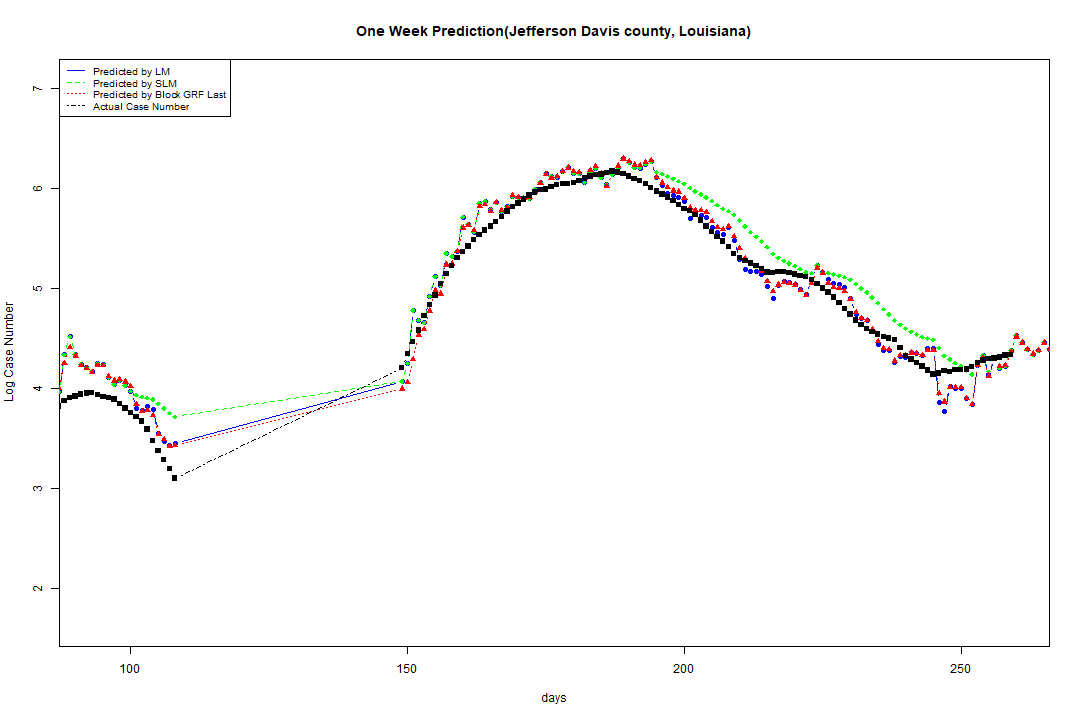 One Week Prediction(Jefferson Davis county, Louisiana)
Predicted by LM
Predicted by SLM
Predicted by Block GRF Last
Actual Case Number
7
6
5
4
3
2
Log Case Number
100 150 200 250
days